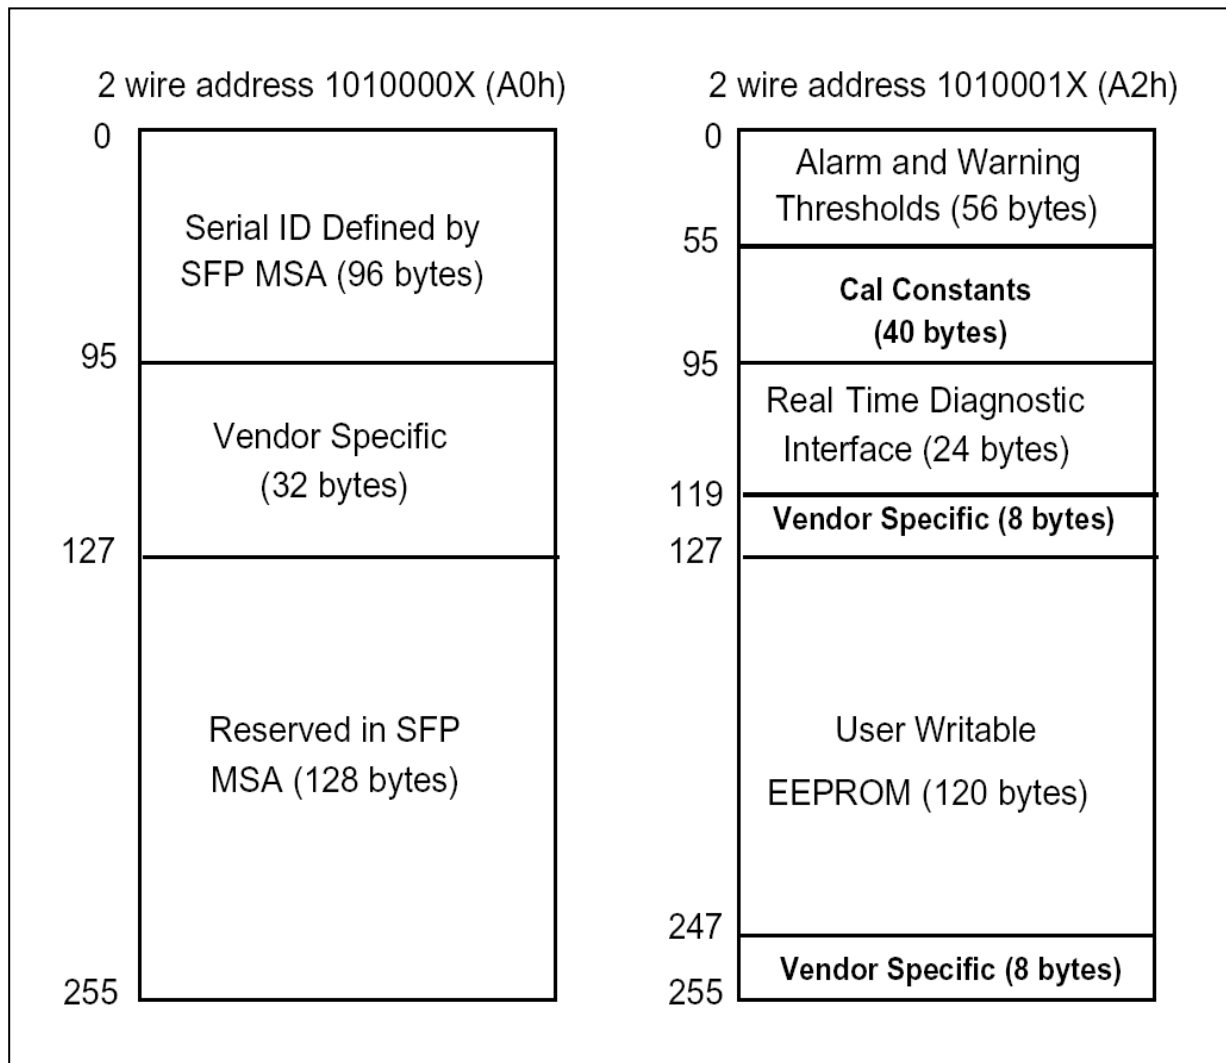 2 wire address 1010000X (A0h)
0
Serial ID Defined by
SFP MSA (96 bytes)
95
Vendor Specific
(32 bytes)
127
Reserved in SFP
MSA (128 bytes)
255
2 wire address 1010001X (A2h)
0
Alarm and Warning
Thresholds (56 bytes)
55
Cal Constants
(40 bytes)
95
Real Time Diagnostic
Interface (24 bytes)
119
Vendor Specific (8 bytes)
127
User Writable
EEPROM (120 bytes)
247
Vendor Specific (8 bytes)
255